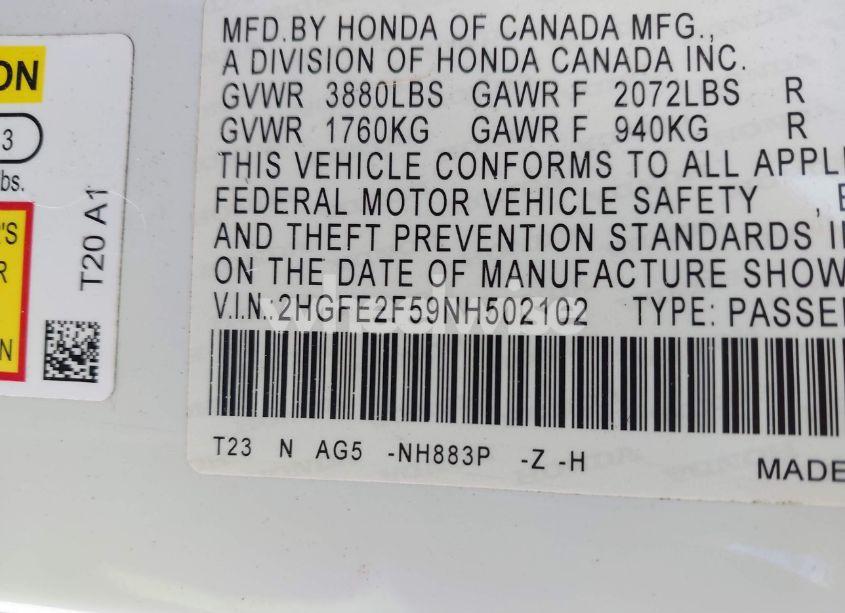 ON
3
lbs.
'S
R
N
T20 A1
MFD.BY HONDA OF CANADA MFG.,
A DIVISION OF HONDA CANADA INC.
GVWR 3880LBS GAWR F 2072LBS R
GVWR 1760KG GAWR F 940KG R
THIS VEHICLE CONFORMS TO ALL APPLI
FEDERAL MOTOR VEHICLE SAFETY , B
AND THEFT PREVENTION STANDARDS I
ON THE DATE OF MANUFACTURE SHOW
V.I.N.:2HGFE2F59NH502102 TYPE: PASSE
T23 N AG5 -NH883P -Z -H
MADE